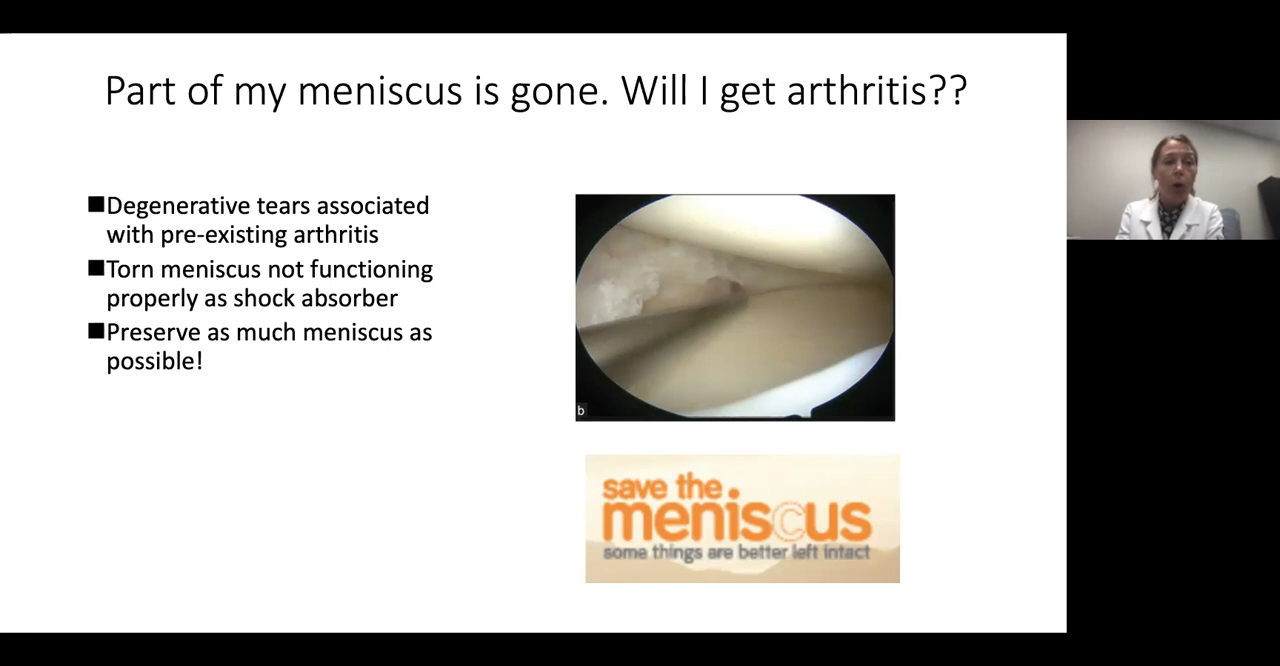 Part of my meniscus is gone. Will I get arthritis??
■Degenerative tears associated
with pre-existing arthritis
■Torn meniscus not functioning
properly as shock absorber
■Preserve as much meniscus as
possible!
b
save the
meniscus
some things are better left intact